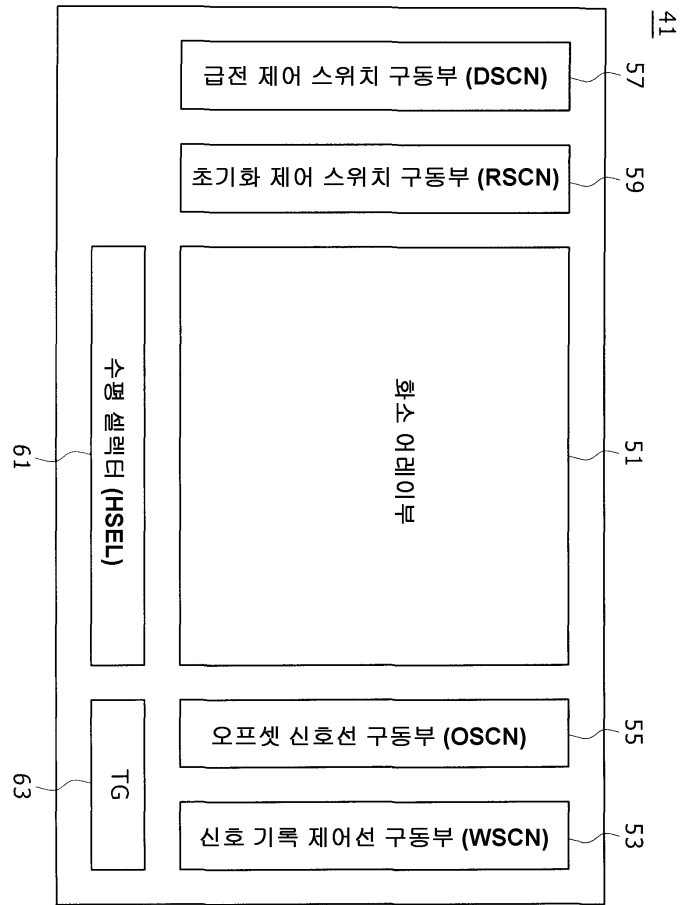 41
급전 제어 스위치 구동부 (DSCN)
57
초기화 제어 스위치 구동부 (RSCN)
59
수평 셀렉터 (HSEL)
61
화소 어레이부
51
오프셋 신호선 구동부 (OSCN)
55
TG
63
신호 기록 제어선 구동부 (WSCN)
53